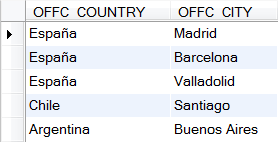 OFFC_COUNTRY OFFC_CITY
España Madrid
España Barcelona
España Valladolid
Chile Santiago
Argentina Buenos Aires